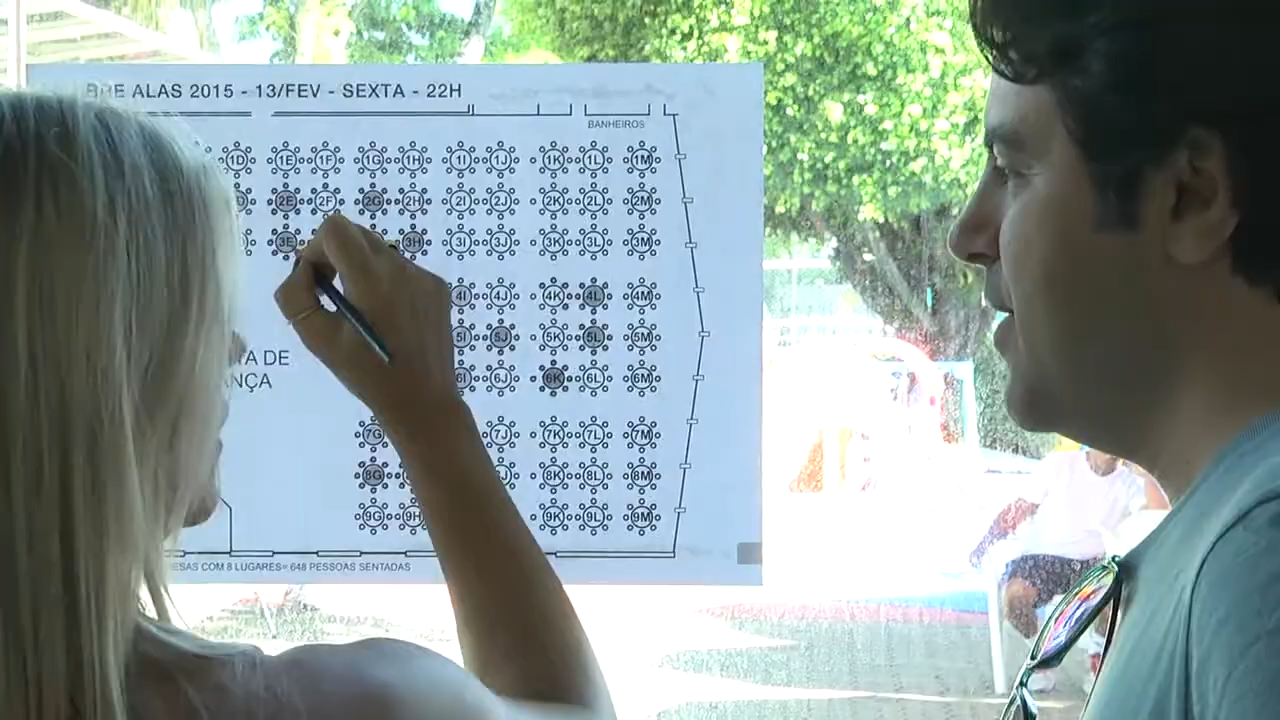 ALAS 2015 - 13/FEV - SEXTA - 22H
BANHEIROS
1D 1E 1F 1G 1H 1I 1J 1K 1L 1M
2E 2F 2G 2H 2I 2J 2K 2L 2M
3E 3H 3I 3J 3K 3L 3M
4I 4J 4K 4L 4M
5I 5J 5K 5L 5M
6I 6J 6K 6L 6M
TA DE
NÇA
7G 7J 7K 7L 7M
8G 8K 8L 8M
9G 9H 9K 9L 9M
ESAS COM 8 LUGARES= 648 PESSOAS SENTADAS